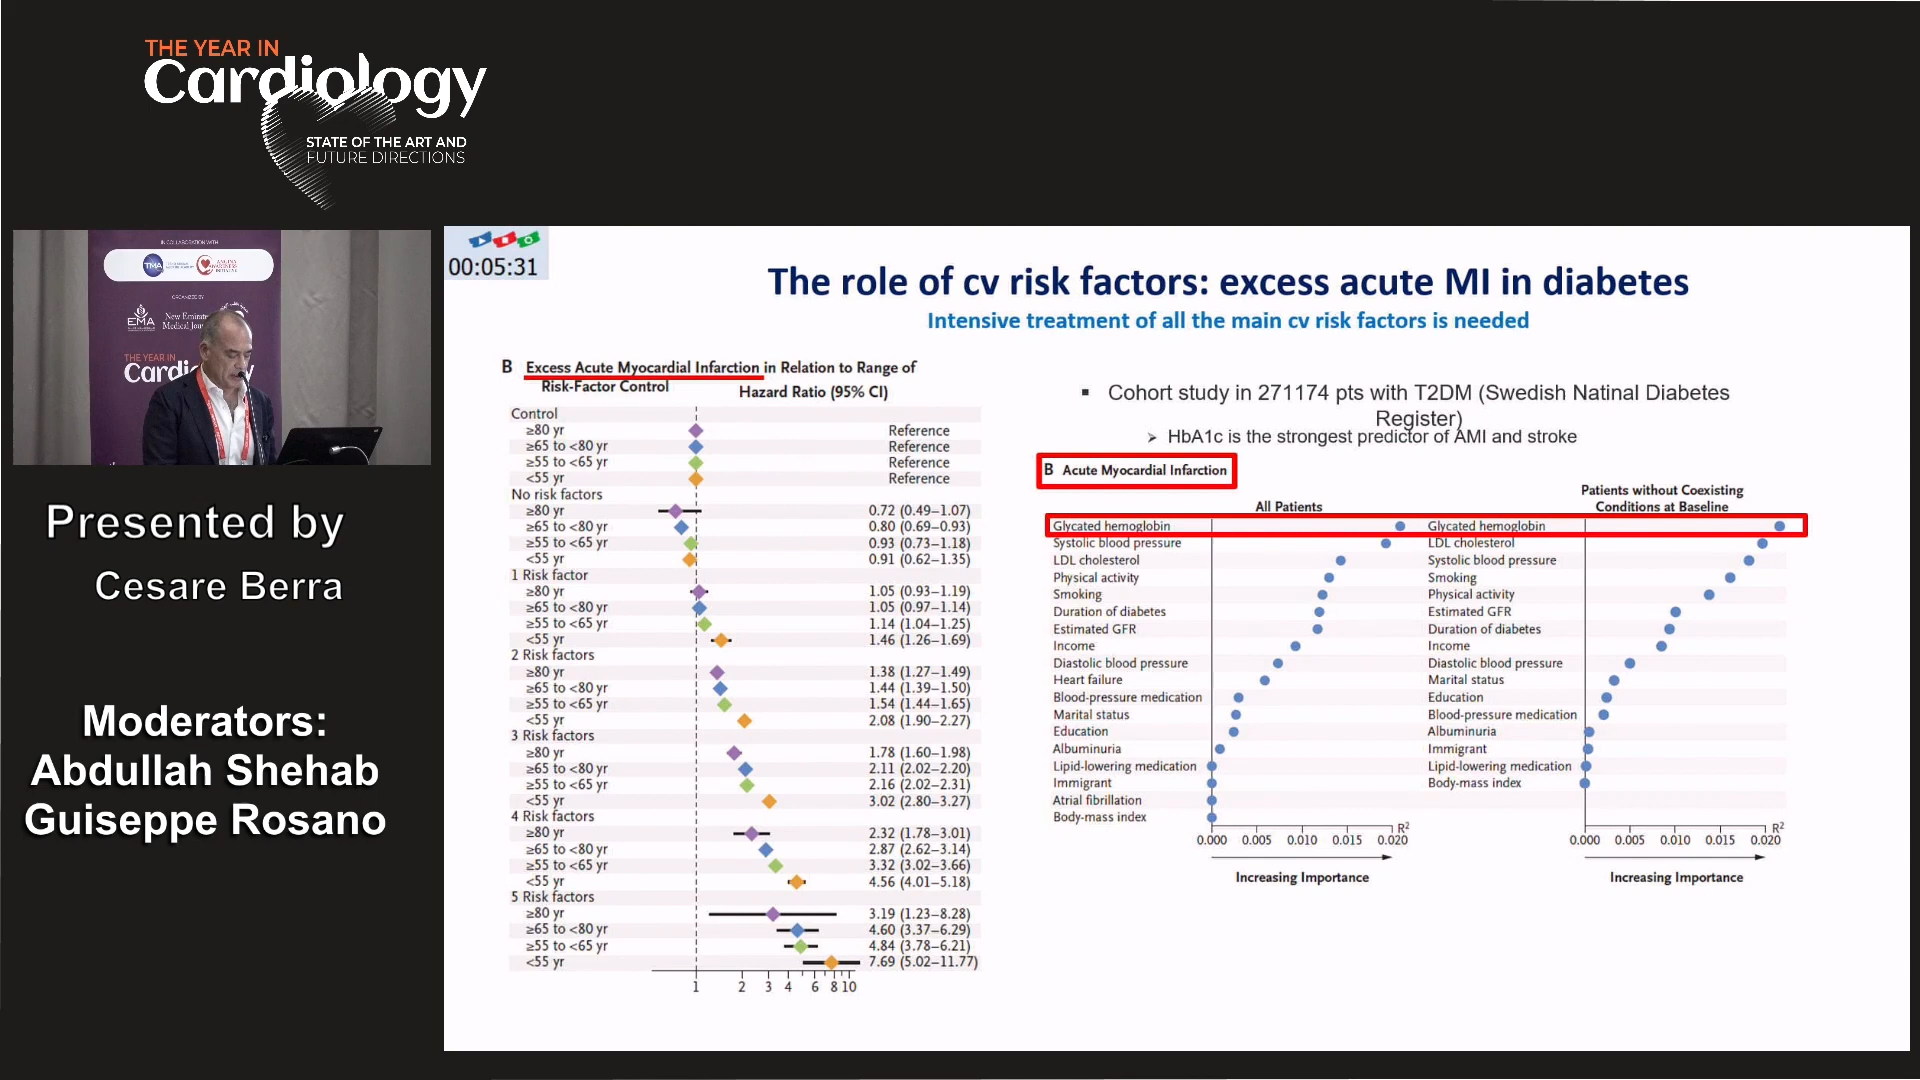 THE YEAR IN
Cardiology
STATE OF THE ART AND
FUTURE DIRECTIONS
IN COLLABORATION WITH
TMA
ORGANIZED BY
EMA
New Emirates
Medical Jour
THE YEAR IN
Cardi
Presented by
Cesare Berra
Moderators:
Abdullah Shehab
Guiseppe Rosano
00:05:31
The role of cv risk factors: excess acute MI in diabetes
Intensive treatment of all the main cv risk factors is needed
B Excess Acute Myocardial Infarction in Relation to Range of
Risk-Factor Control
Hazard Ratio (95% CI)
Control
≥80 yr Reference
≥65 to <80 yr Reference
≥55 to <65 yr Reference
<55 yr Reference
No risk factors
≥80 yr 0.72 (0.49–1.07)
≥65 to <80 yr 0.80 (0.69–0.93)
≥55 to <65 yr 0.93 (0.73–1.18)
<55 yr 0.91 (0.62–1.35)
1 Risk factor
≥80 yr 1.05 (0.93–1.19)
≥65 to <80 yr 1.05 (0.97–1.14)
≥55 to <65 yr 1.14 (1.04–1.25)
<55 yr 1.46 (1.26–1.69)
2 Risk factors
≥80 yr 1.38 (1.27–1.49)
≥65 to <80 yr 1.44 (1.39–1.50)
≥55 to <65 yr 1.54 (1.44–1.65)
<55 yr 2.08 (1.90–2.27)
3 Risk factors
≥80 yr 1.78 (1.60–1.98)
≥65 to <80 yr 2.11 (2.02–2.20)
≥55 to <65 yr 2.16 (2.02–2.31)
<55 yr 3.02 (2.80–3.27)
4 Risk factors
≥80 yr 2.32 (1.78–3.01)
≥65 to <80 yr 2.87 (2.62–3.14)
≥55 to <65 yr 3.32 (3.02–3.66)
<55 yr 4.56 (4.01–5.18)
5 Risk factors
≥80 yr 3.19 (1.23–8.28)
≥65 to <80 yr 4.60 (3.37–6.29)
≥55 to <65 yr 4.84 (3.78–6.21)
<55 yr 7.69 (5.02–11.77)
1 2 3 4 6 8 10
▪ Cohort study in 271174 pts with T2DM (Swedish Natinal Diabetes
Register)
➢ HbA1c is the strongest predictor of AMI and stroke
B Acute Myocardial Infarction
All Patients
Glycated hemoglobin
Systolic blood pressure
LDL cholesterol
Physical activity
Smoking
Duration of diabetes
Estimated GFR
Income
Diastolic blood pressure
Heart failure
Blood-pressure medication
Marital status
Education
Albuminuria
Lipid-lowering medication
Immigrant
Atrial fibrillation
Body-mass index
R²
0.000 0.005 0.010 0.015 0.020
Increasing Importance
Patients without Coexisting
Conditions at Baseline
Glycated hemoglobin
LDL cholesterol
Systolic blood pressure
Smoking
Physical activity
Estimated GFR
Duration of diabetes
Income
Diastolic blood pressure
Marital status
Education
Blood-pressure medication
Albuminuria
Immigrant
Lipid-lowering medication
Body-mass index
R²
0.000 0.005 0.010 0.015 0.020
Increasing Importance